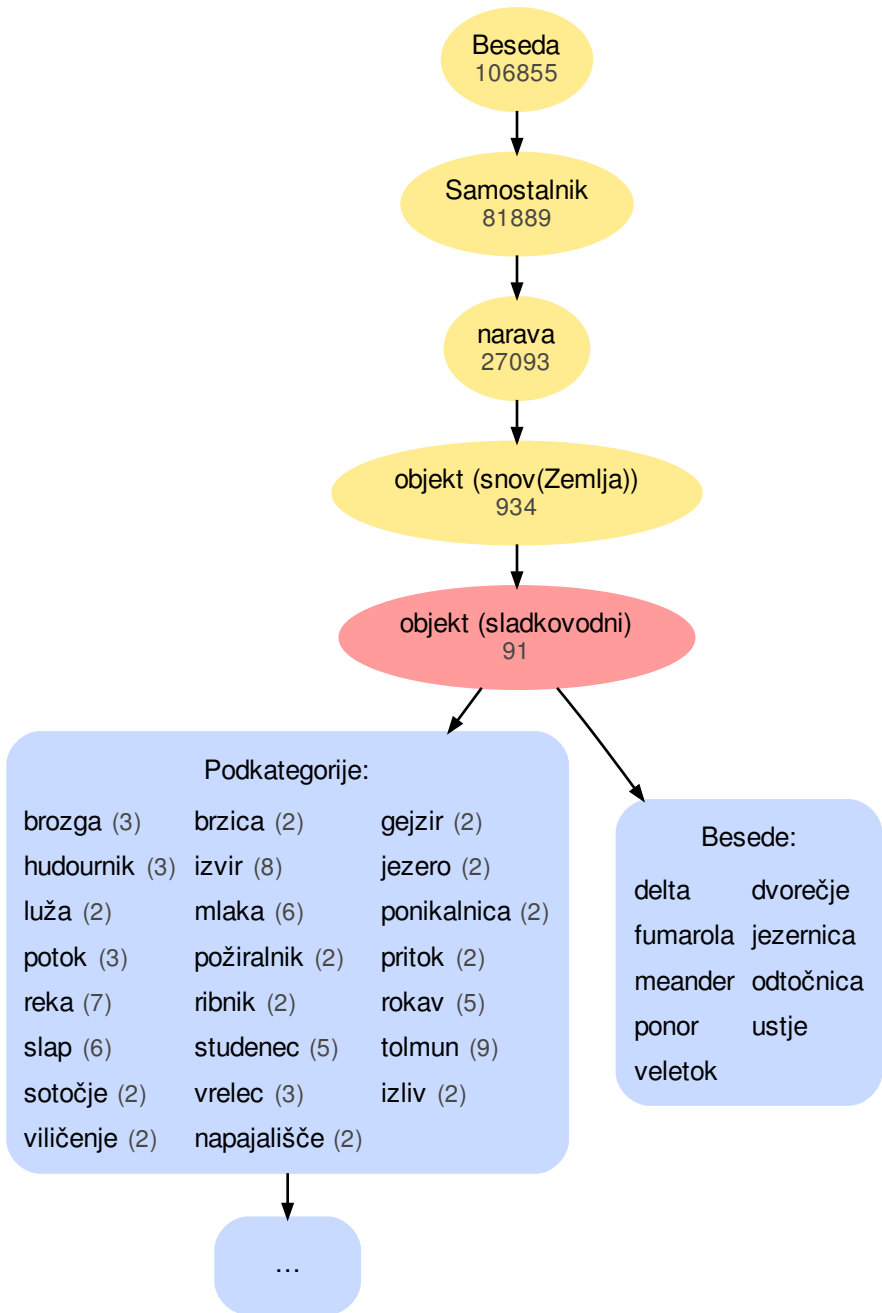 Beseda
106855
Samostalnik
81889
narava
27093
objekt (snov(Zemlja))
934
objekt (sladkovodni)
91
Podkategorije:
brozga (3) brzica (2) gejzir (2)
hudournik (3) izvir (8) jezero (2)
luža (2) mlaka (6) ponikalnica (2)
potok (3) požiralnik (2) pritok (2)
reka (7) ribnik (2) rokav (5)
slap (6) studenec (5) tolmun (9)
sotočje (2) vrelec (3) izliv (2)
viličenje (2) napajališče (2)
Besede:
delta dvorečje
fumarola jezernica
meander odtočnica
ponor ustje
veletok
...